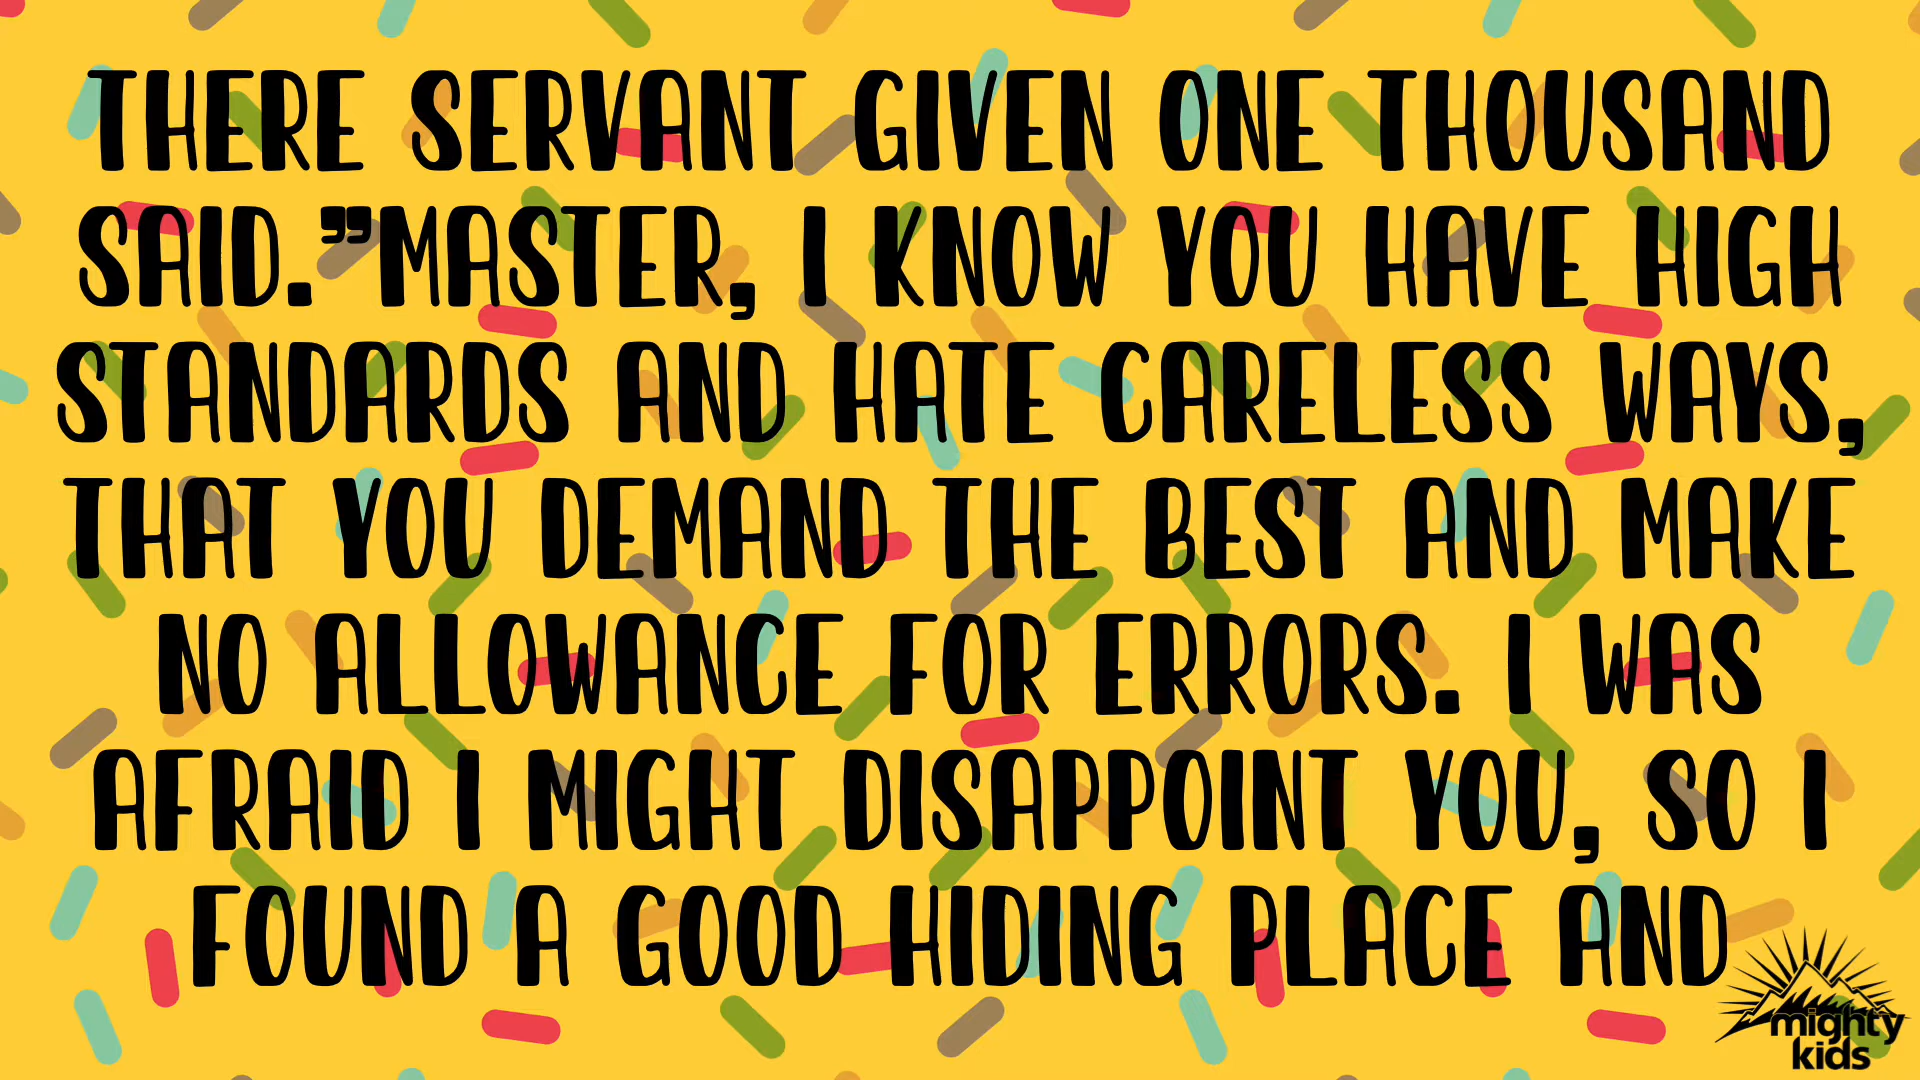 THERE SERVANT GIVEN ONE THOUSAND
SAID."MASTER, I KNOW YOU HAVE HIGH
STANDARDS AND HATE CARELESS WAYS,
THAT YOU DEMAND THE BEST AND MAKE
NO ALLOWANCE FOR ERRORS. I WAS
AFRAID I MIGHT DISAPPOINT YOU, SO I
FOUND A GOOD HIDING PLACE AND
mighty
kids